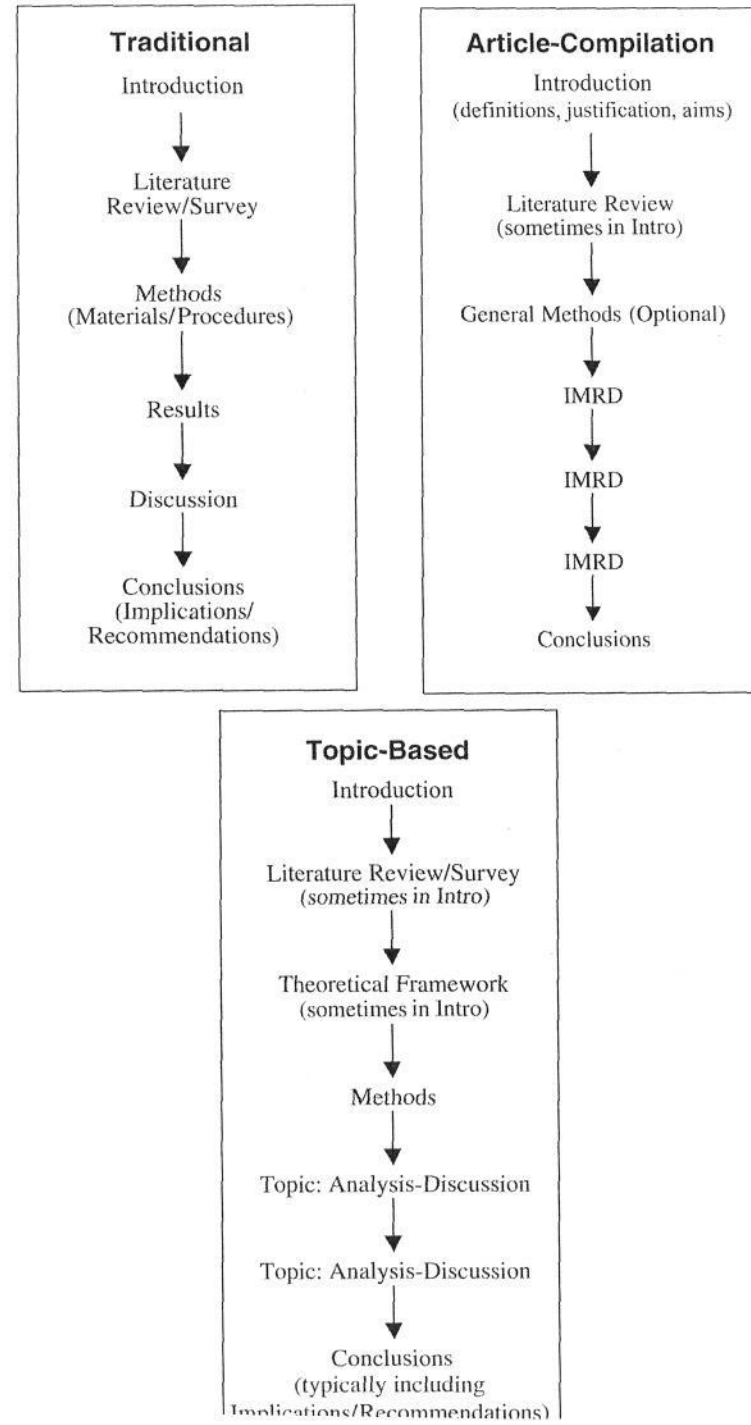 Traditional
Introduction
Literature
Review/Survey
Methods
(Materials/Procedures)
Results
Discussion
Conclusions
(Implications/
Recommendations)
Article-Compilation
Introduction
(definitions, justification, aims)
Literature Review
(sometimes in Intro)
General Methods (Optional)
IMRD
IMRD
IMRD
Conclusions
Topic-Based
Introduction
Literature Review/Survey
(sometimes in Intro)
Theoretical Framework
(sometimes in Intro)
Methods
Topic: Analysis-Discussion
Topic: Analysis-Discussion
Conclusions
(typically including
Implications/Recommendations)